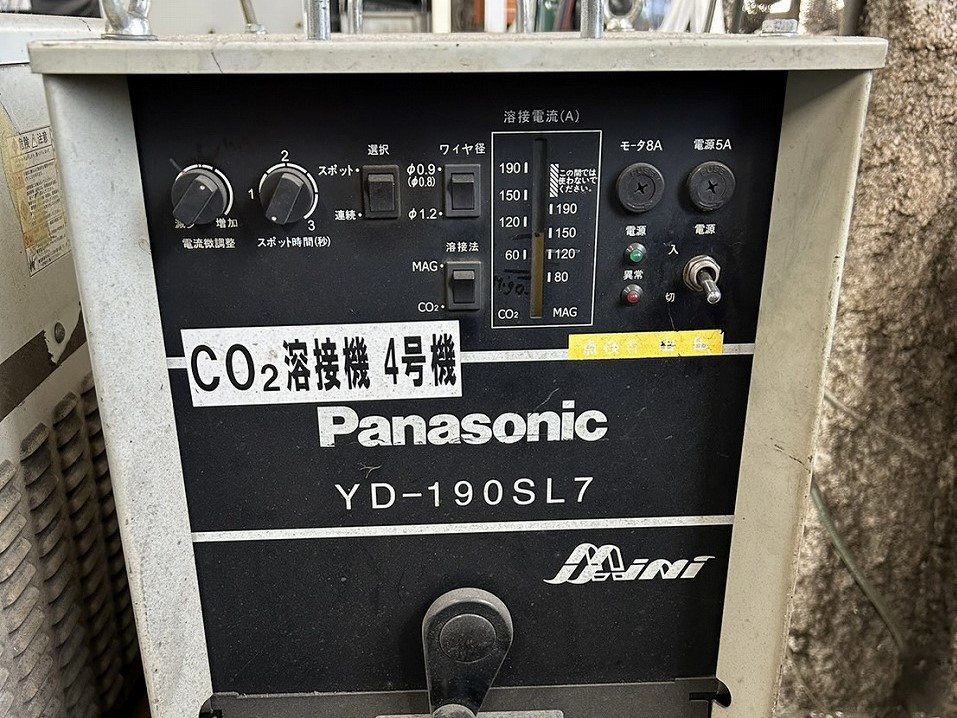 溶接電流(A)
選択
ワイヤ径
スポット
連続
φ0.9
(φ0.8)
φ1.2
溶接法
MAG
CO₂
1
2
3
増加
電流微調整
スポット時間(秒)
190
150
120
60
CO₂
この間では
使わないで
ください。
190
150
120
80
MAG
モータ8A
電源5A
電源
異常
電源
入
切
CO₂溶接機 4号機
Panasonic
YD-190SL7
Mini
危険 注意